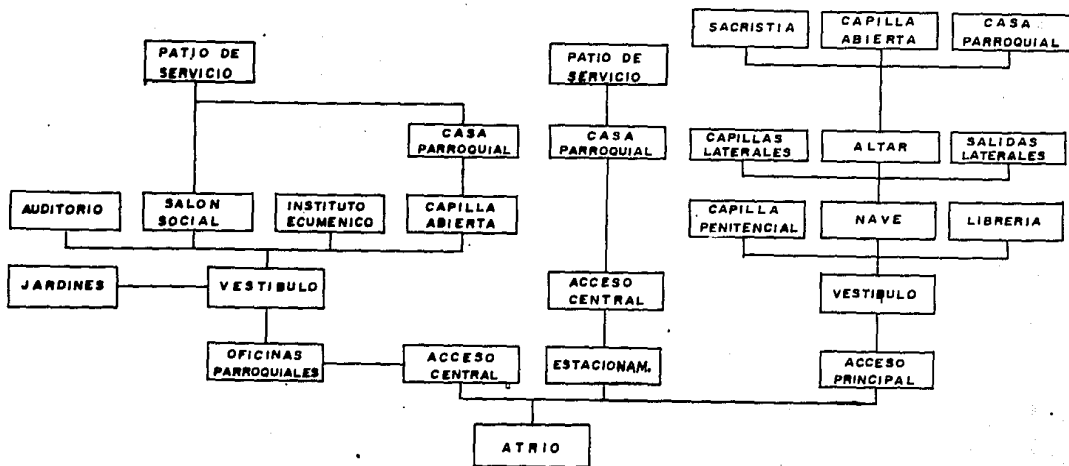 SACRISTIA
CAPILLA
ABIERTA
CASA
PARROQUIAL
PATIO DE
SERVICIO
PATIO DE
SERVICIO
CASA
PARROQUIAL
CASA
PARROQUIAL
CAPILLAS
LATERALES
ALTAR
SALIDAS
LATERALES
AUDITORIO
SALON
SOCIAL
INSTITUTO
ECUMENICO
CAPILLA
ABIERTA
CAPILLA
PENITENCIAL
NAVE
LIBRERIA
JARDINES
VESTIBULO
ACCESO
CENTRAL
VESTIBULO
OFICINAS
PARROQUIALES
ACCESO
CENTRAL
ESTACIONAM.
ACCESO
PRINCIPAL
ATRIO